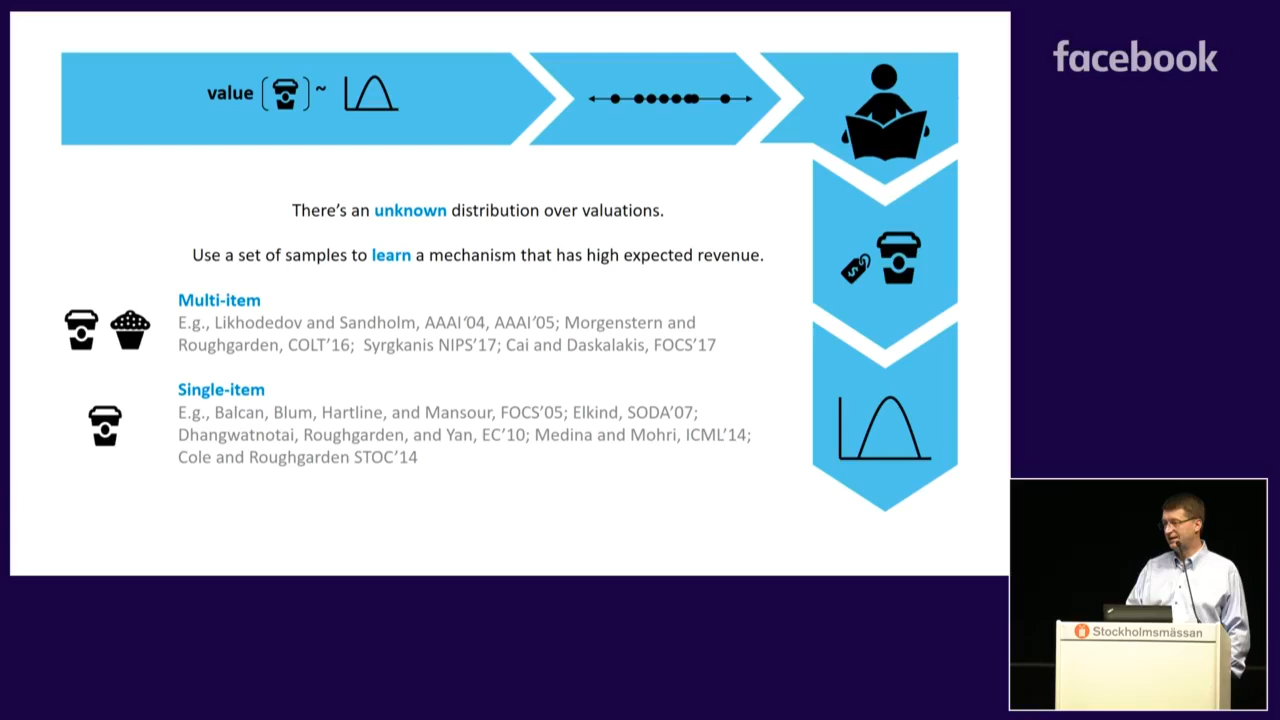 facebook
value ( ) ~
There's an unknown distribution over valuations.
Use a set of samples to learn a mechanism that has high expected revenue.
Multi-item
E.g., Likhodedov and Sandholm, AAAI'04, AAAI'05; Morgenstern and
Roughgarden, COLT'16; Syrgkanis NIPS'17; Cai and Daskalakis, FOCS'17
Single-item
E.g., Balcan, Blum, Hartline, and Mansour, FOCS'05; Elkind, SODA'07;
Dhangwatnotai, Roughgarden, and Yan, EC'10; Medina and Mohri, ICML'14;
Cole and Roughgarden STOC'14
$
Stockholmsmässan